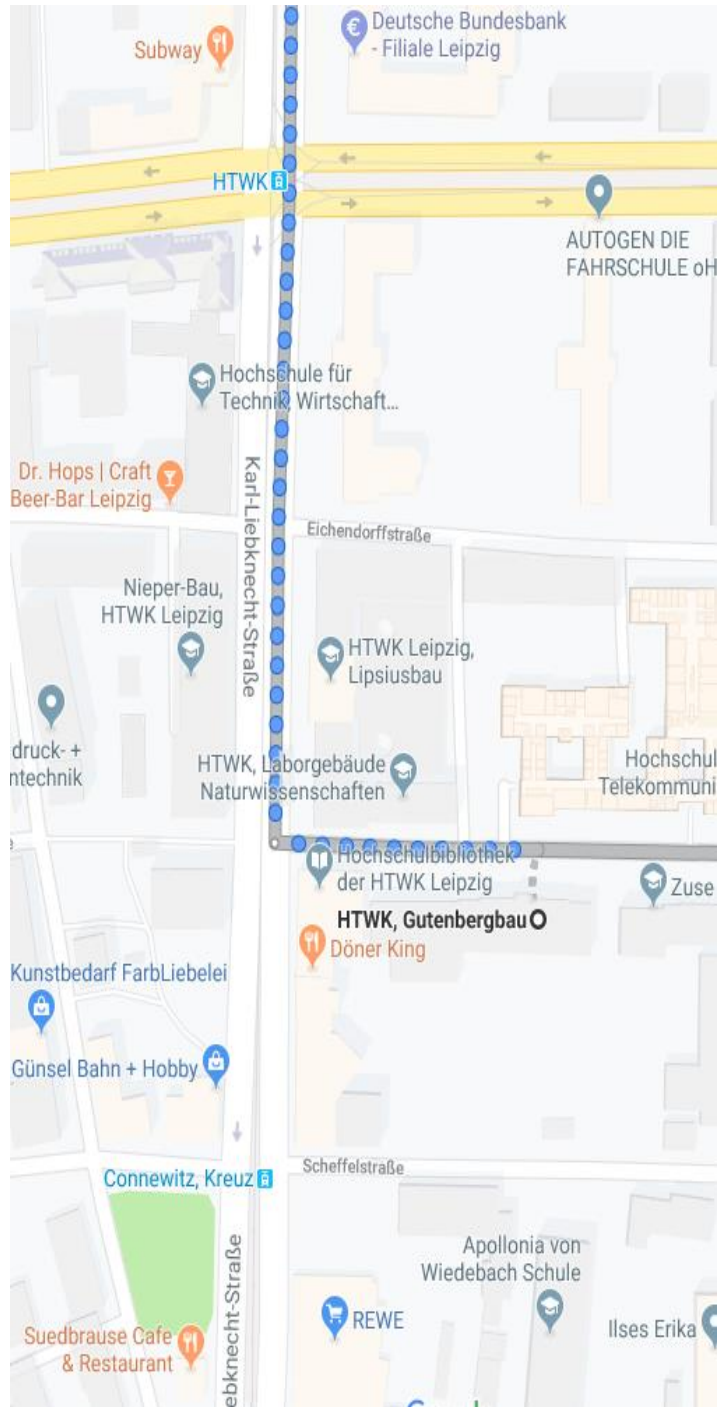 Deutsche Bundesbank
- Filiale Leipzig
Subway
HTWK
AUTOGEN DIE
FAHRSCHULE oH
Hochschule für
Technik, Wirtschaft...
Dr. Hops | Craft
Beer-Bar Leipzig
Karl-Liebknecht-Straße
Eichendorffstraße
Nieper-Bau,
HTWK Leipzig
HTWK Leipzig,
Lipsiusbau
druck- +
ntechnik
HTWK, Laborgebäude
Naturwissenschaften
Hochschul
Telekommuni
Hochschulbibliothek
der HTWK Leipzig
Zuse
HTWK, Gutenbergbau
Döner King
Kunstbedarf FarbLiebelei
Günsel Bahn + Hobby
Scheffelstraße
Connewitz, Kreuz
ebknecht-Straße
Apollonia von
Wiedebach Schule
REWE
Ilses Erika
Suedbrause Cafe
& Restaurant